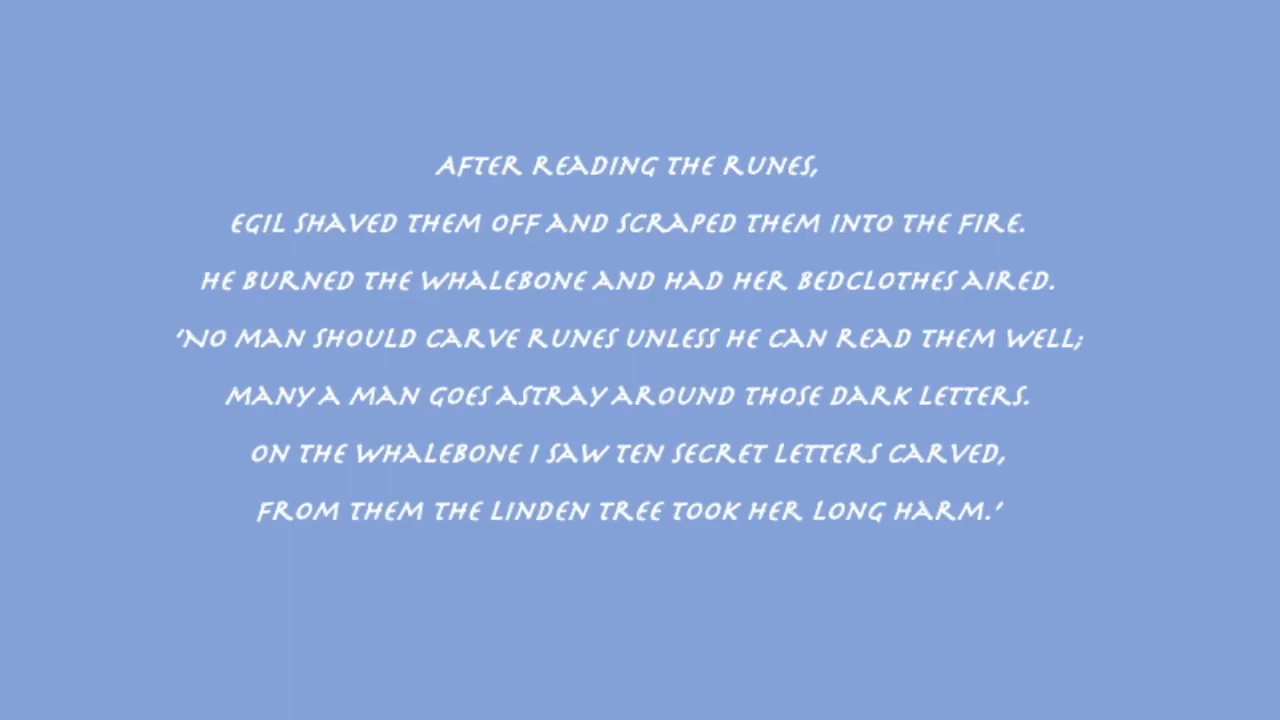 AFTER READING THE RUNES,
EGIL SHAVED THEM OFF AND SCRAPED THEM INTO THE FIRE.
HE BURNED THE WHALEBONE AND HAD HER BEDCLOTHES AIRED.
'NO MAN SHOULD CARVE RUNES UNLESS HE CAN READ THEM WELL;
MANY A MAN GOES ASTRAY AROUND THOSE DARK LETTERS.
ON THE WHALEBONE I SAW TEN SECRET LETTERS CARVED,
FROM THEM THE LINDEN TREE TOOK HER LONG HARM.'